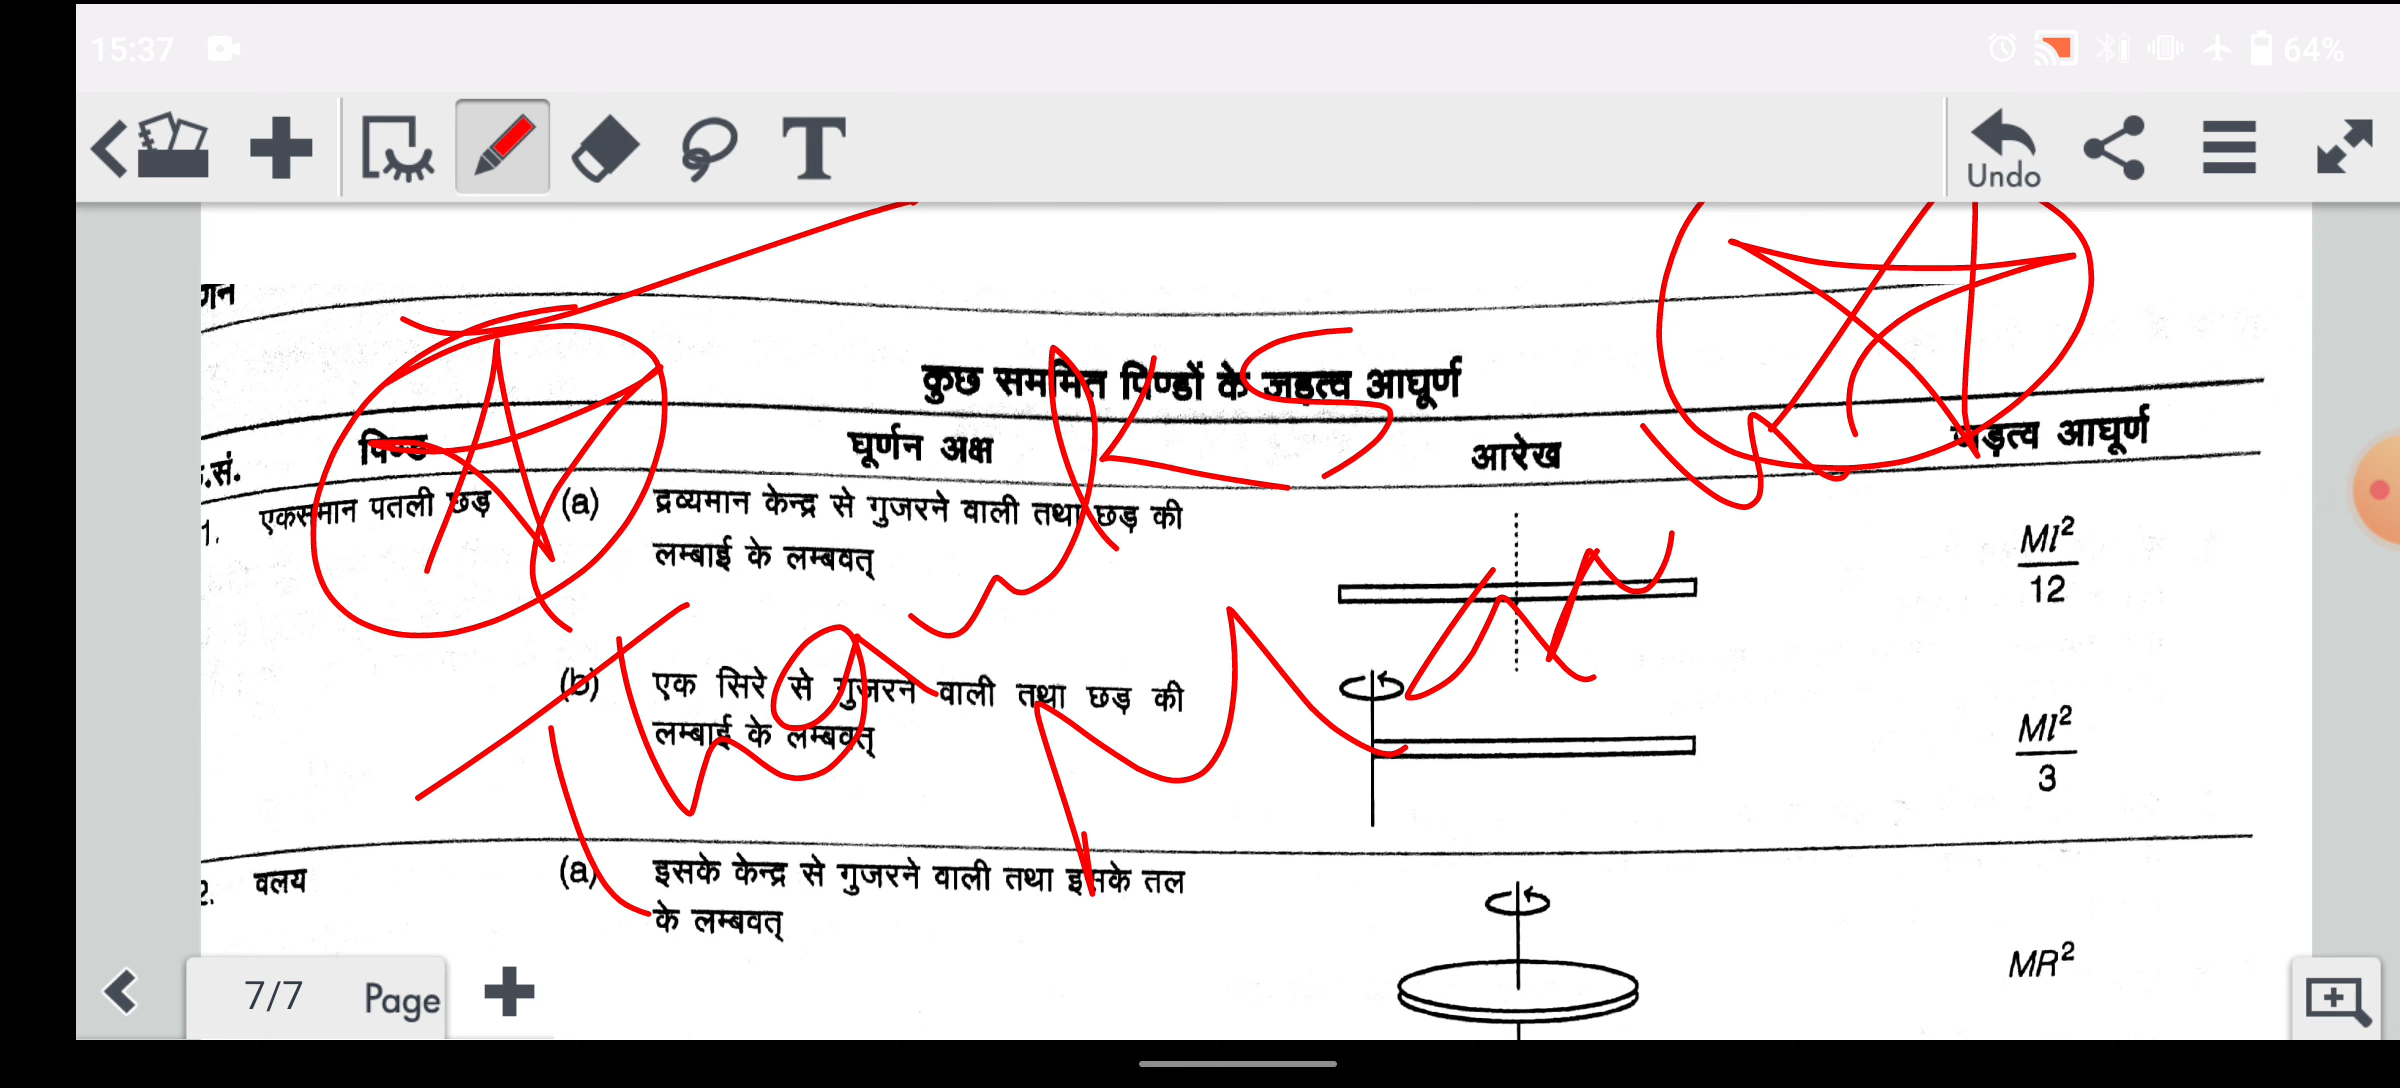 15:37 64%
Undo
र्णन
कुछ सममित पिण्डों के जड़त्व आघूर्ण
.सं. पिण्ड घूर्णन अक्ष आरेख जड़त्व आघूर्ण
1. एकसमान पतली छड़ (a) द्रव्यमान केन्द्र से गुजरने वाली तथा छड़ की
लम्बाई के लम्बवत्
Ml²
12
(b) एक सिरे से गुजरने वाली तथा छड़ की
लम्बाई के लम्बवत्
Ml²
3
2. वलय (a) इसके केन्द्र से गुजरने वाली तथा इसके तल
के लम्बवत्
MR²
7/7 Page